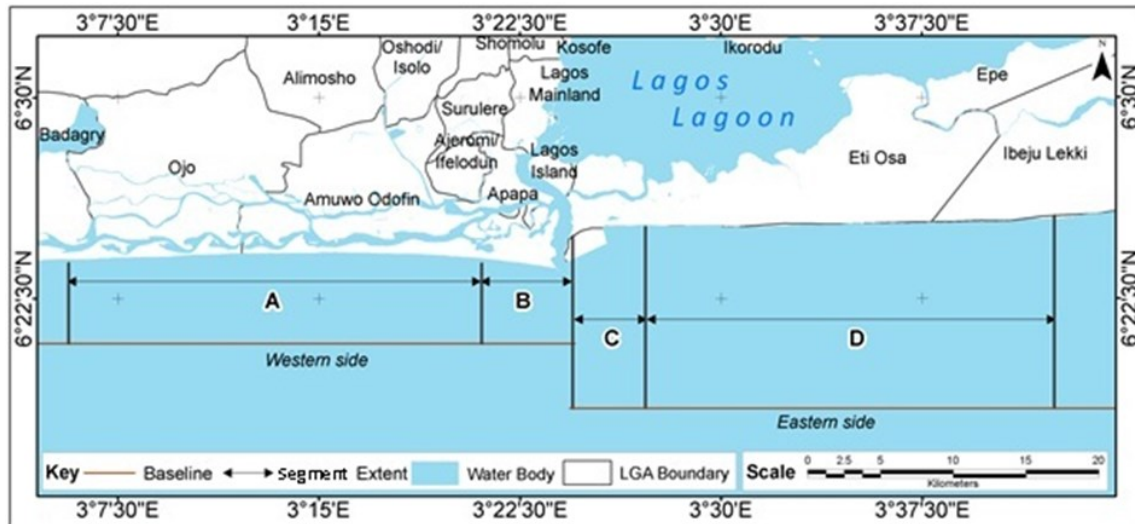 3°7'30"E 3°15'E 3°22'30"E 3°30'E 3°37'30"E
Oshodi/
Isolo
Shomolu
Kosofe
Ikorodu
N
Alimosho
Lagos
Mainland
Lagos
Lagoon
Epe
6°30'N
6°30'N
Surulere
Badagry
Ajeromi/
Ifelodun
Ojo
Lagos
Island
Eti Osa
Ibeju Lekki
Amuwo Odofin
Apapa
6°22'30"N
6°22'30"N
A
B
C
D
Western side
Eastern side
Key Baseline Segment Extent Water Body LGA Boundary Scale
0 2.5 5 10 15 20
Kilometers
3°7'30"E 3°15'E 3°22'30"E 3°30'E 3°37'30"E